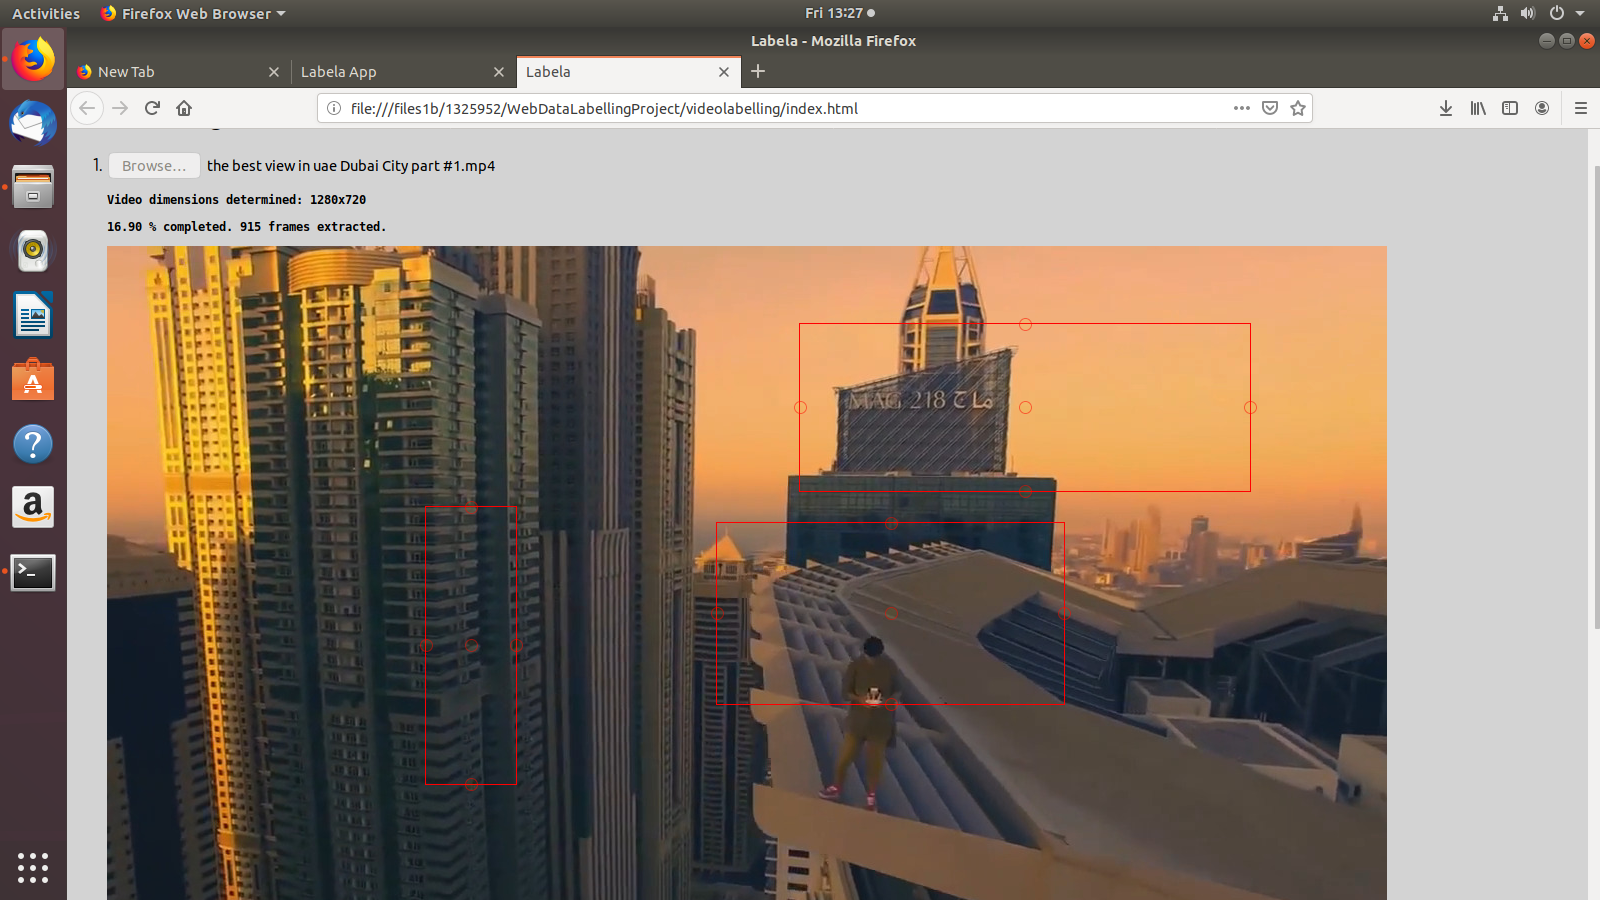 Activities
Firefox Web Browser
Fri 13:27
Labela - Mozilla Firefox
New Tab
Labela App
Labela
file:///files1b/1325952/WebDataLabellingProject/videolabelling/index.html
1. Browse... the best view in uae Dubai City part #1.mp4
Video dimensions determined: 1280x720
16.90 % completed. 915 frames extracted.
MAG 218 ماج